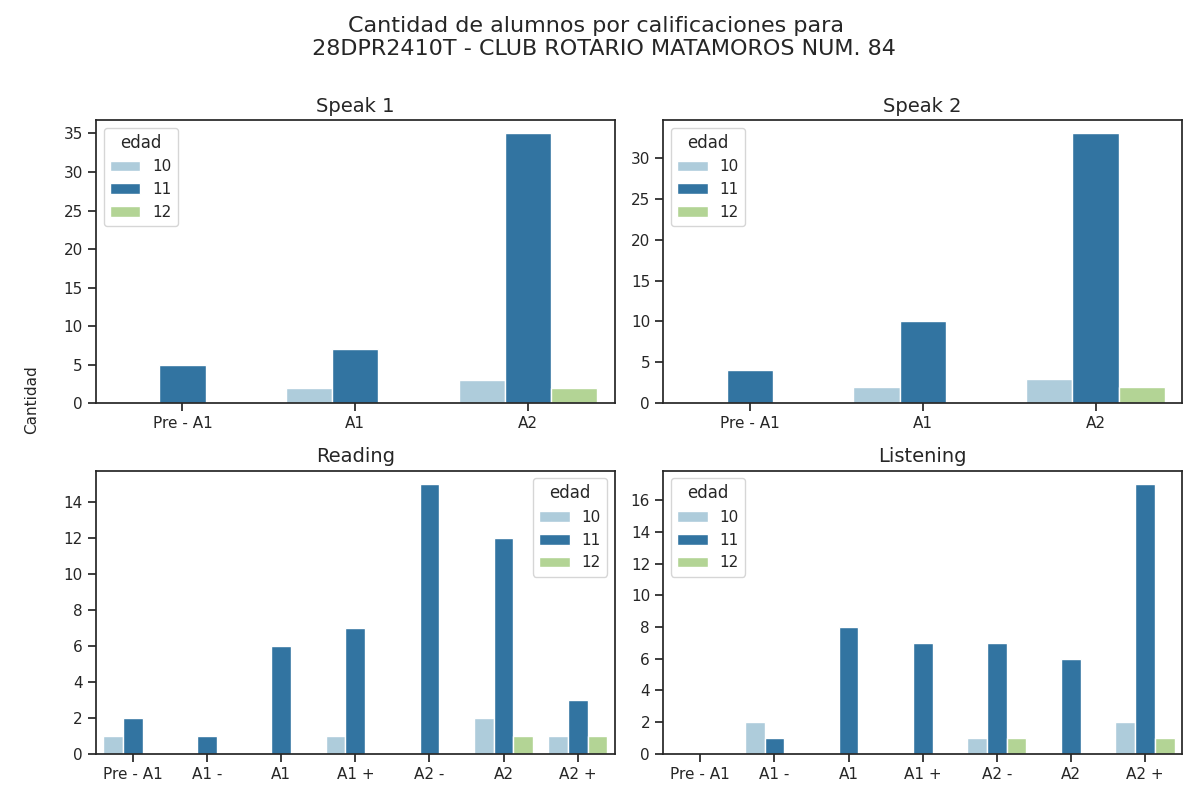 Cantidad de alumnos por calificaciones para
28DPR2410T - CLUB ROTARIO MATAMOROS NUM. 84
Cantidad
Speak 1
edad
10
11
12
35
30
25
20
15
10
5
0
Pre - A1 A1 A2
Speak 2
edad
10
11
12
30
25
20
15
10
5
0
Pre - A1 A1 A2
Reading
edad
10
11
12
14
12
10
8
6
4
2
0
Pre - A1 A1 - A1 A1 + A2 - A2 A2 +
Listening
edad
10
11
12
16
14
12
10
8
6
4
2
0
Pre - A1 A1 - A1 A1 + A2 - A2 A2 +